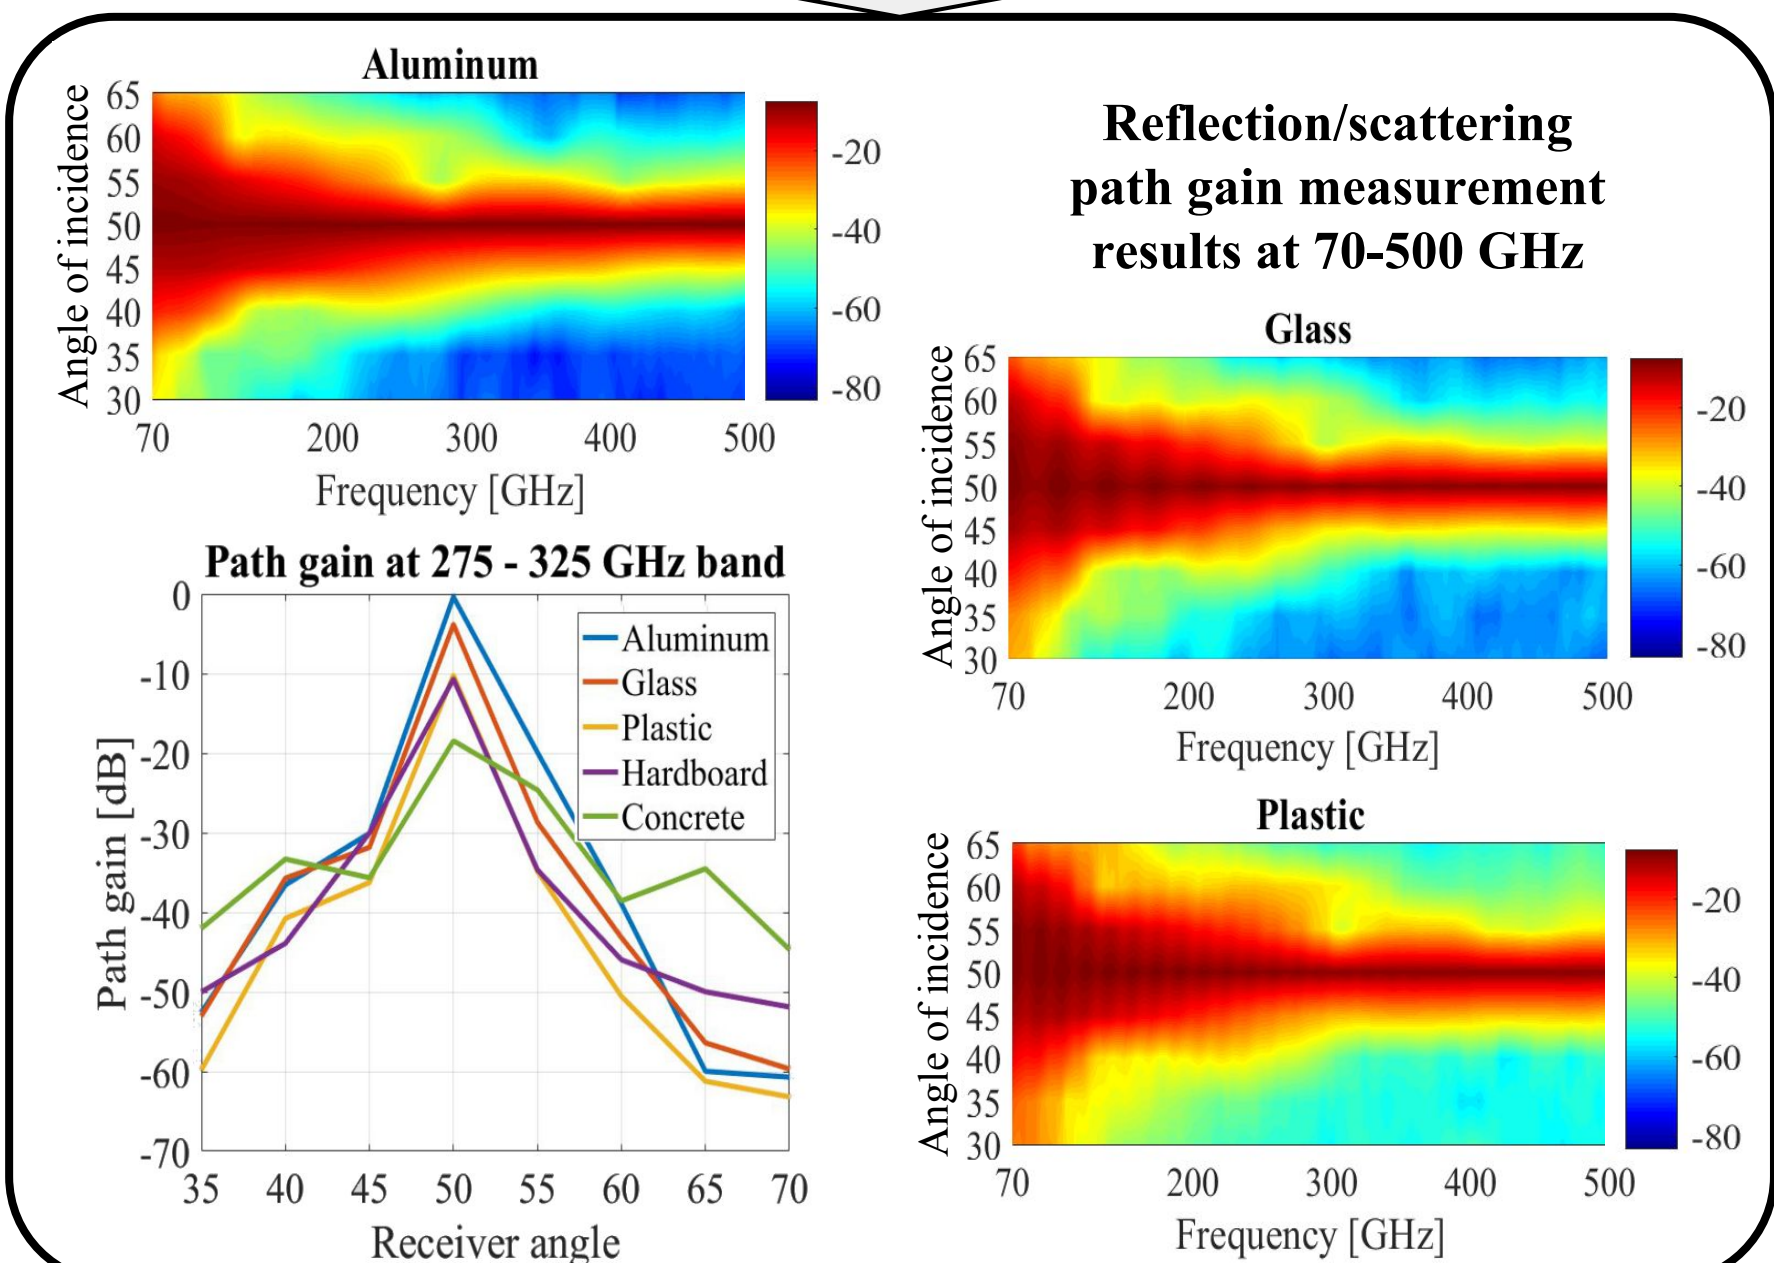 Aluminum
Angle of incidence
65
60
55
50
45
40
35
30
70 200 300 400 500
Frequency [GHz]
-20
-40
-60
-80
Reflection/scattering
path gain measurement
results at 70-500 GHz
Glass
Angle of incidence
65
60
55
50
45
40
35
30
70 200 300 400 500
Frequency [GHz]
-20
-40
-60
-80
Path gain at 275 - 325 GHz band
Path gain [dB]
0
-10
-20
-30
-40
-50
-60
-70
35 40 45 50 55 60 65 70
Receiver angle
Aluminum
Glass
Plastic
Hardboard
Concrete
Plastic
Angle of incidence
65
60
55
50
45
40
35
30
70 200 300 400 500
Frequency [GHz]
-20
-40
-60
-80